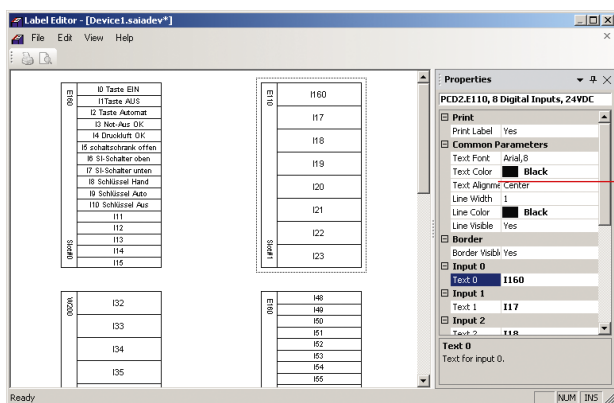 Label Editor - [Device1.saiadev*]
File Edit View Help
E160
I0 Taste EIN
I1Taste AUS
I2 Taste Automat
I3 Not-Aus OK
I4 Druckluft OK
I5 schaltschrank offen
I6 SI-Schalter oben
I7 SI-Schalter unten
I8 Schlüssel Hand
I9 Schlüssel Auto
I10 Schlüssel Aus
I11
I12
I13
I14
I15
Slot#0
E110
I160
I17
I18
I19
I20
I21
I22
I23
Slot#1
W200
I32
I33
I34
I35
E160
I48
I49
I50
I51
I52
I53
I54
I55
Properties
PCD2.E110, 8 Digital Inputs, 24VDC
Print
Print Label Yes
Common Parameters
Text Font Arial,8
Text Color Black
Text Alignme Center
Line Width 1
Line Color Black
Line Visible Yes
Border
Border Visibl Yes
Input 0
Text 0 I160
Input 1
Text 1 I17
Input 2
Text 2 I18
Text 0
Text for input 0.
Ready
NUM INS